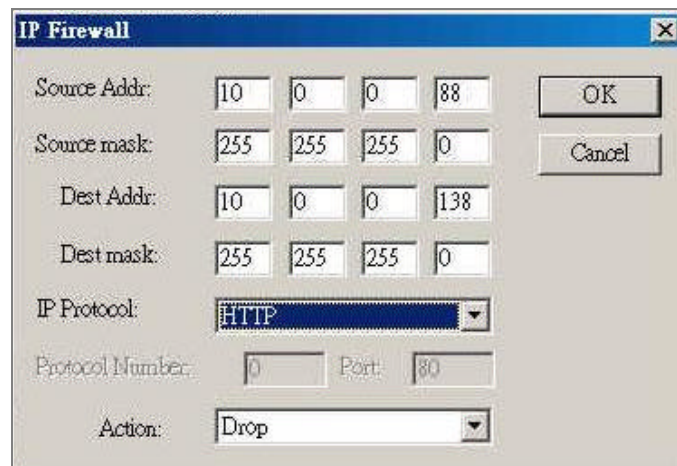 IP Firewall
Source Addr: 10 0 0 88 OK
Source mask: 255 255 255 0 Cancel
Dest Addr: 10 0 0 138
Dest mask: 255 255 255 0
IP Protocol: HTTP
Protocol Number: 0 Port: 80
Action: Drop